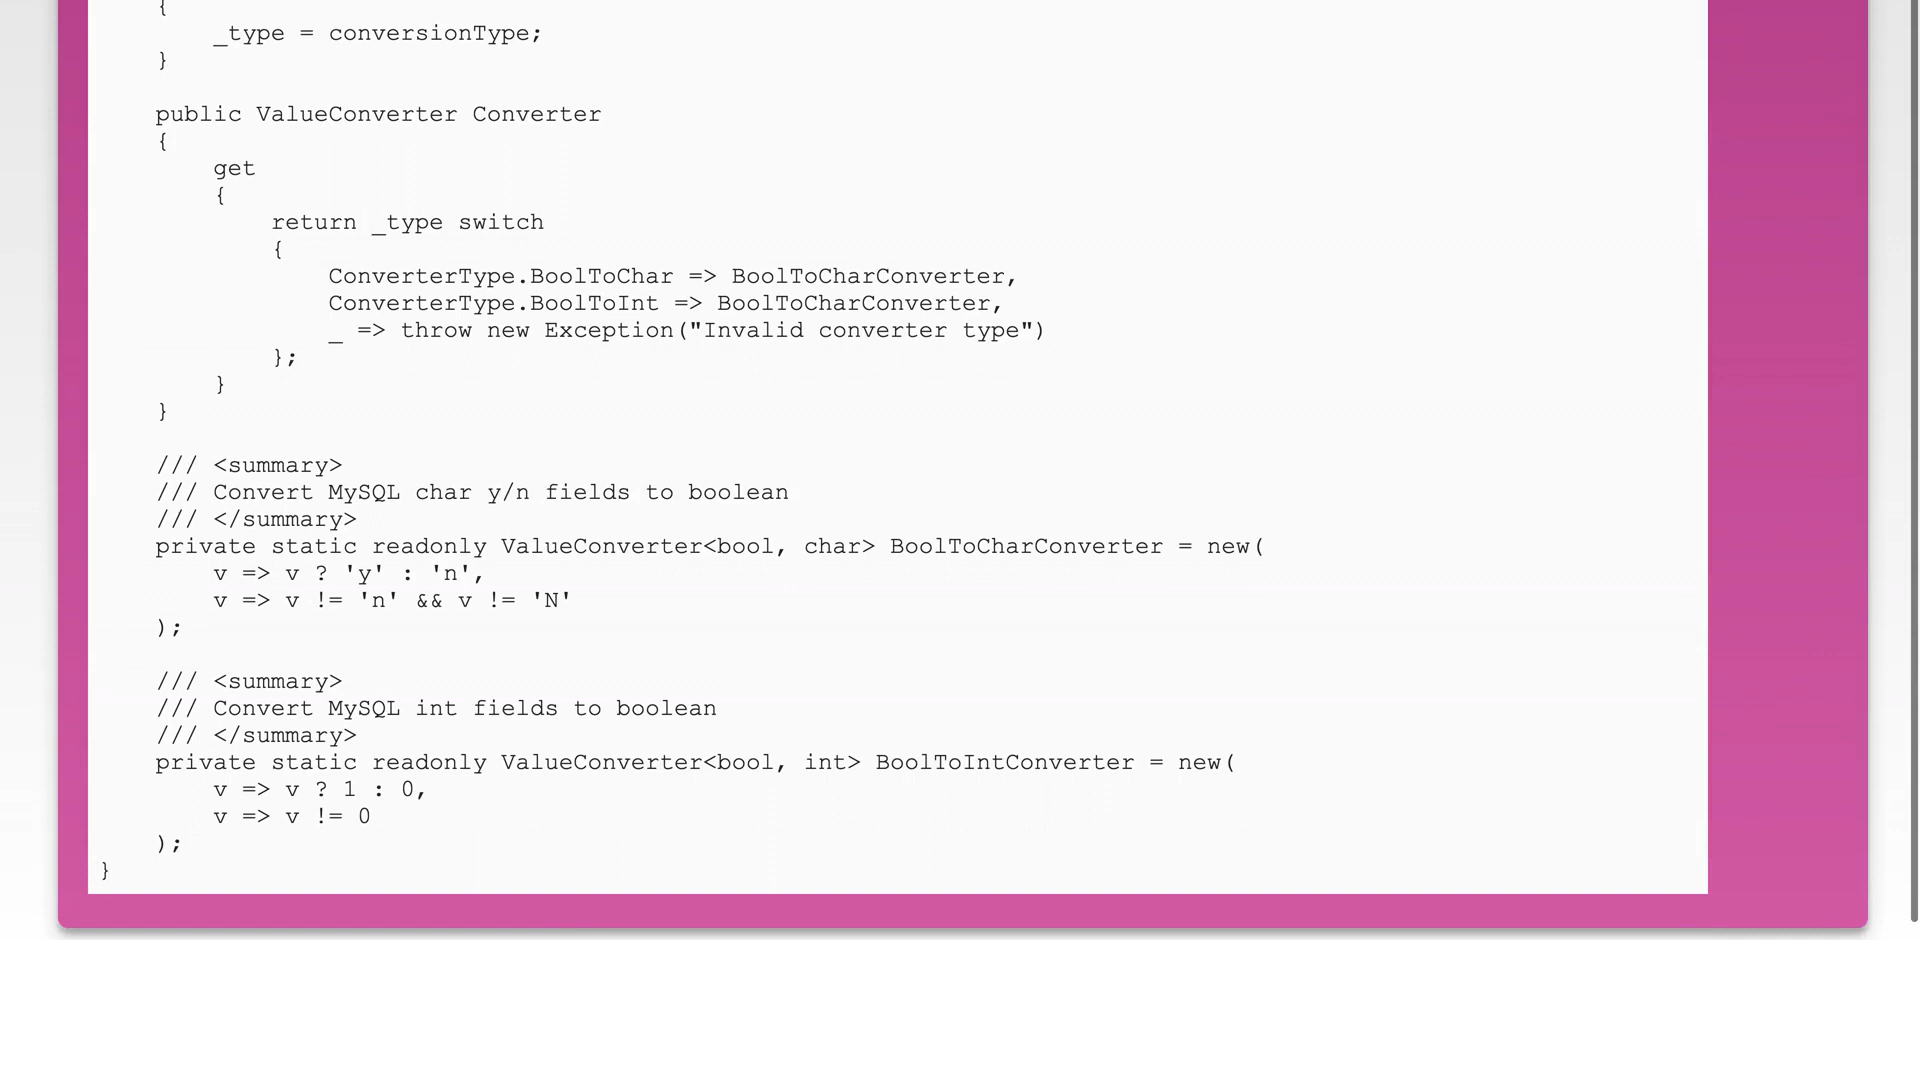 {
_type = conversionType;
}
public ValueConverter Converter
{
get
{
return _type switch
{
ConverterType.BoolToChar => BoolToCharConverter,
ConverterType.BoolToInt => BoolToCharConverter,
_ => throw new Exception("Invalid converter type")
};
}
}
/// <summary>
/// Convert MySQL char y/n fields to boolean
/// </summary>
private static readonly ValueConverter<bool, char> BoolToCharConverter = new(
v => v ? 'y' : 'n',
v => v != 'n' && v != 'N'
);
/// <summary>
/// Convert MySQL int fields to boolean
/// </summary>
private static readonly ValueConverter<bool, int> BoolToIntConverter = new(
v => v ? 1 : 0,
v => v != 0
);
}